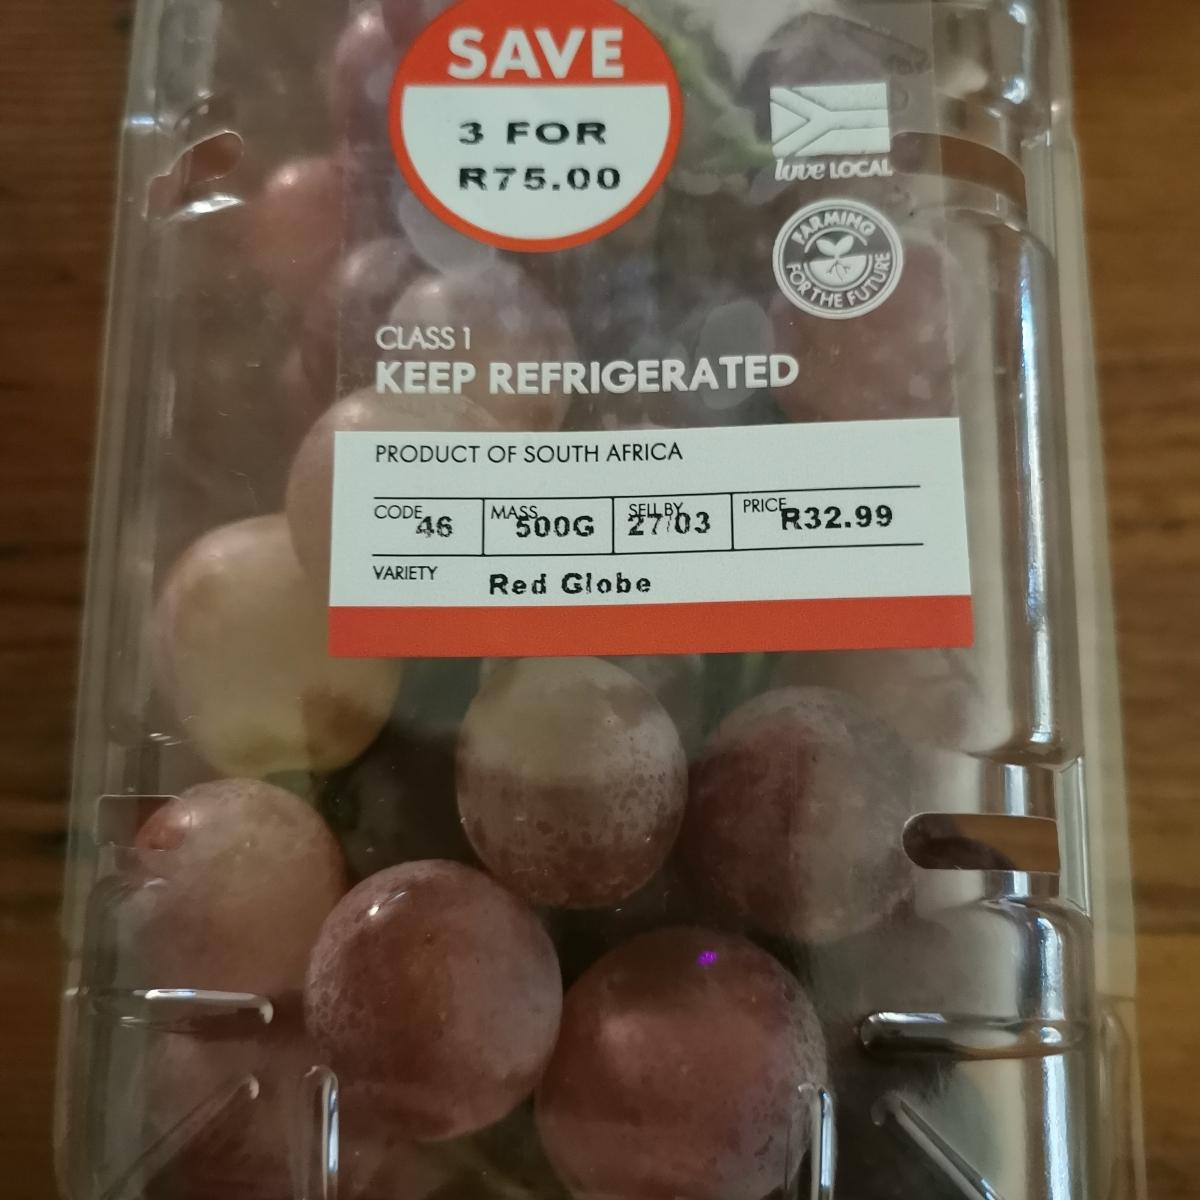 SAVE
3 FOR
R75.00
love LOCAL
FARMING
FOR THE FUTURE
CLASS 1
KEEP REFRIGERATED
PRODUCT OF SOUTH AFRICA
CODE 46 MASS 500G SELL BY 27/03 PRICE R32.99
VARIETY Red Globe